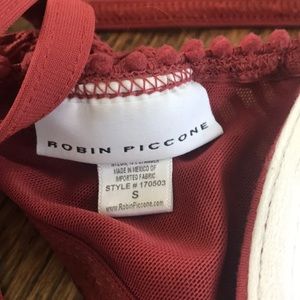 ROBIN PICCONE
MADE IN MEXICO OF
IMPORTED FABRIC
STYLE # 170503
S
www.RobinPiccone.com